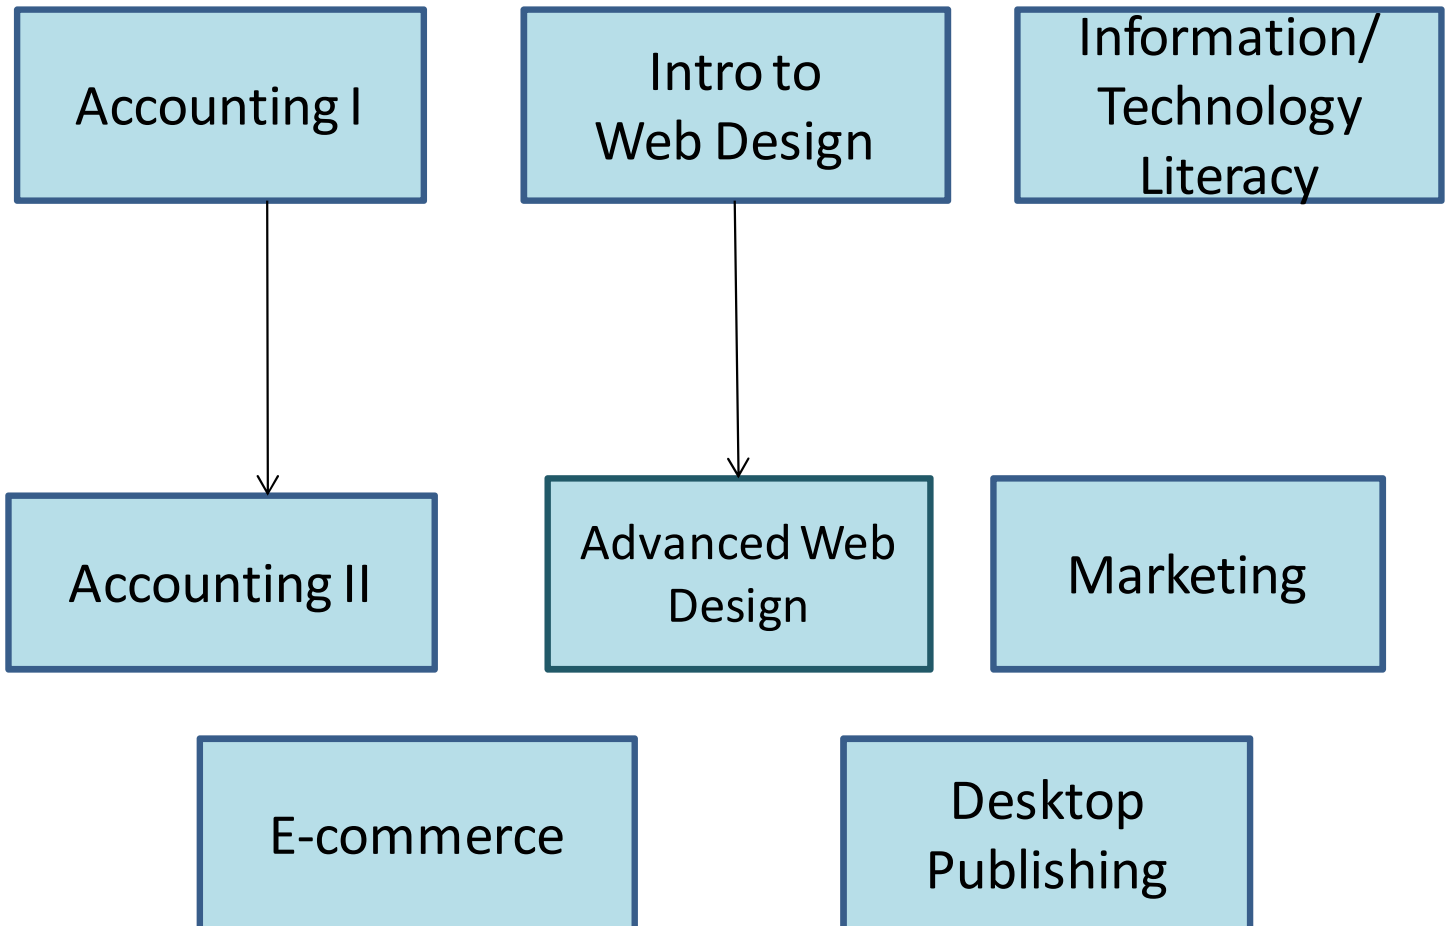 Accounting I
Intro to
Web Design
Information/
Technology
Literacy
Accounting II
Advanced Web
Design
Marketing
E-commerce
Desktop
Publishing